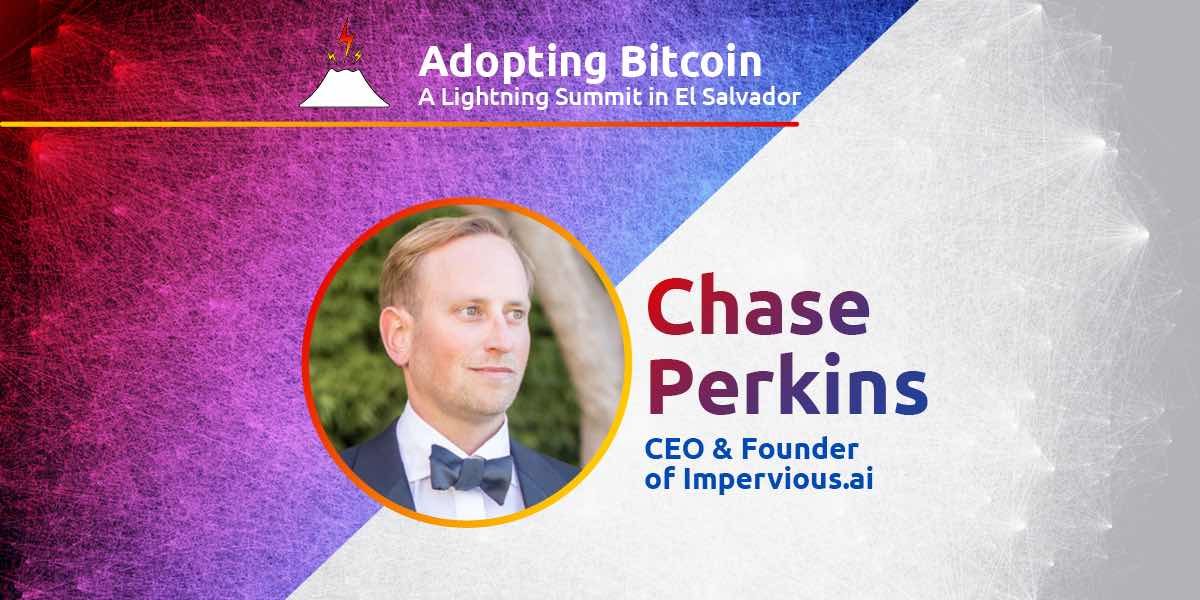 Adopting Bitcoin
A Lightning Summit in El Salvador
Chase
Perkins
CEO & Founder
of Impervious.ai